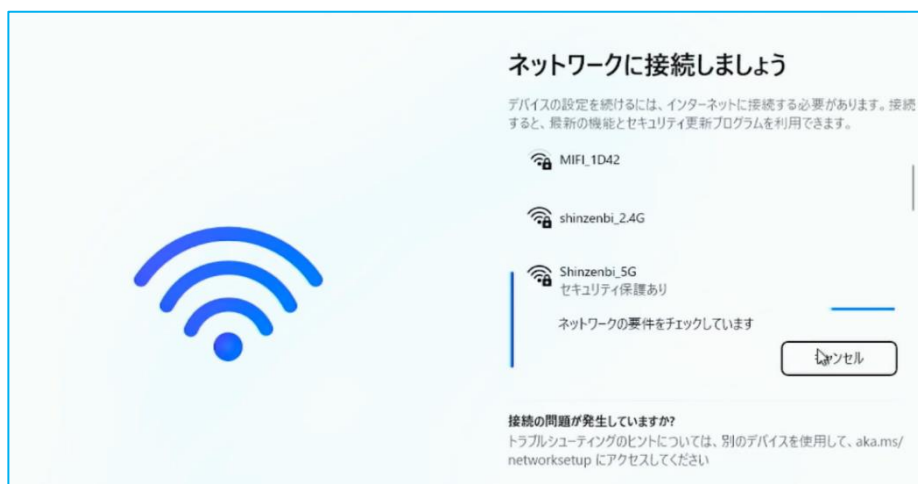 ネットワークに接続しましょう
デバイスの設定を続けるには、インターネットに接続する必要があります。接続
すると、最新の機能とセキュリティ更新プログラムを利用できます。
MIFI_1D42
shinzenbi_2.4G
Shinzenbi_5G
セキュリティ保護あり
ネットワークの要件をチェックしています
ンセル
接続の問題が発生していますか?
トラブルシューティングのヒントについては、別のデバイスを使用して、aka.ms/
networksetup にアクセスしてください